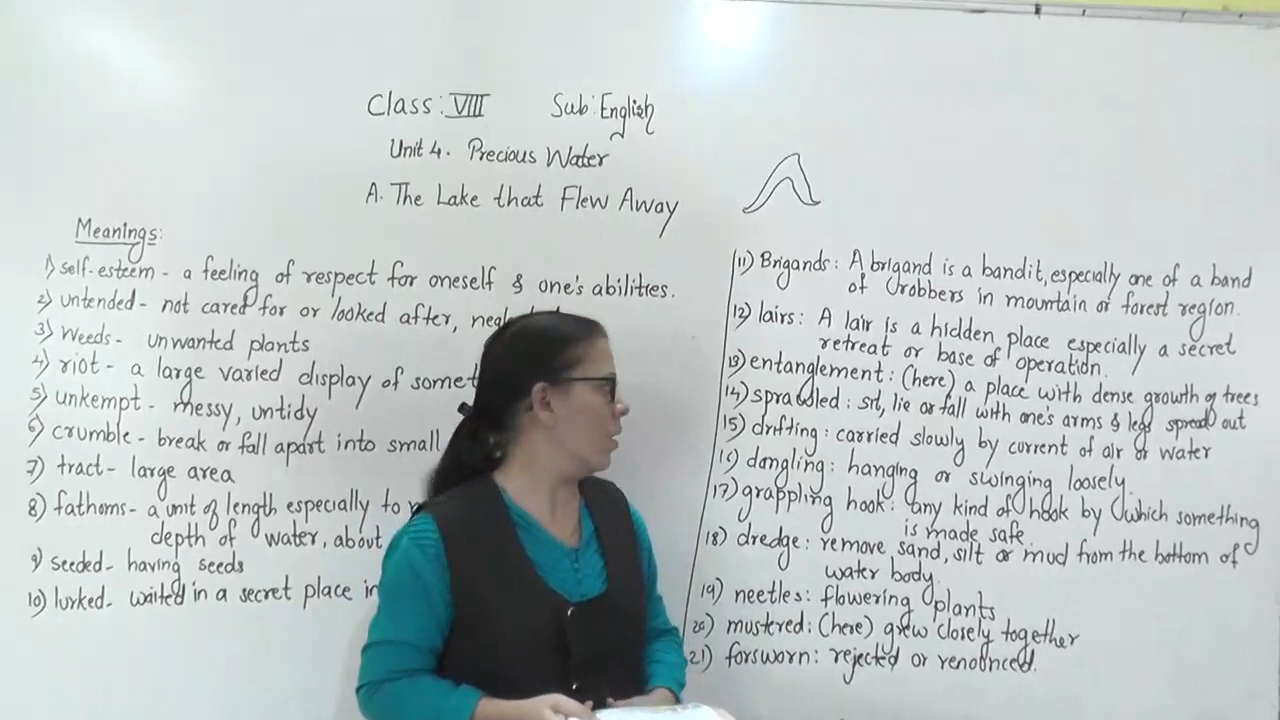 Class: VIII Sub: English
Unit 4. Precious Water
A. The Lake that Flew Away
Meanings:
1) self-esteem - a feeling of respect for oneself & one's abilities.
2) untended - not cared for or looked after,
3) weeds - unwanted plants
4) riot - a large varied display of
5) unkempt - messy, untidy
6) crumble - break or fall apart into small
7) tract - large area
8) fathoms - a unit of length especially to
depth of water, about
9) seeded - having seeds
10) lurked - waited in a secret place in
11) Brigands: A brigand is a bandit, especially one of a band
of robbers in mountain or forest region.
12) lairs: A lair is a hidden place especially a secret
retreat or base of operation.
13) entanglement: (here) a place with dense growth of trees
14) sprawled: sit, lie or fall with one's arms & legs spread out
15) drifting: carried slowly by current of air or water
16) dangling: hanging or swinging loosely.
17) grappling hook: any kind of hook by which something
is made safe.
18) dredge: remove sand, silt or mud from the bottom of
water body.
19) neetles: flowering plants
20) mustered: (here) grew closely together
21) forsworn: rejected or renounced.